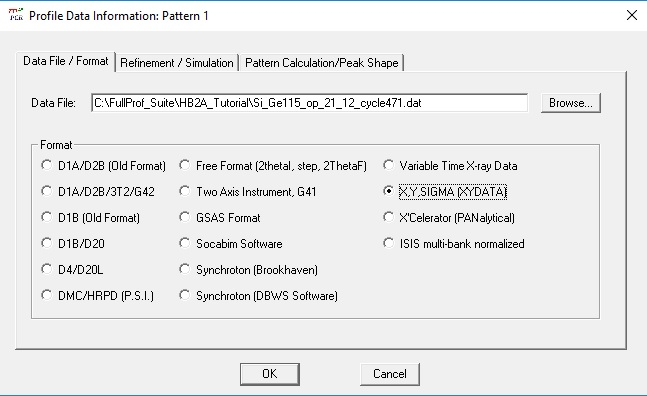 PCR Profile Data Information: Pattern 1
Data File / Format Refinement / Simulation Pattern Calculation/Peak Shape
Data File: C:\FullProf_Suite\HB2A_Tutorial\Si_Ge115_op_21_12_cycle471.dat Browse...
Format
D1A/D2B (Old Format) Free Format (2thetaI, step, 2ThetaF) Variable Time X-ray Data
D1A/D2B/3T2/G42 Two Axis Instrument, G41 X,Y,SIGMA (XYDATA)
D1B (Old Format) GSAS Format X'Celerator (PANalytical)
D1B/D20 Socabim Software ISIS multi-bank normalized
D4/D20L Synchroton (Brookhaven)
DMC/HRPD (P.S.I.) Synchroton (DBWS Software)
OK Cancel